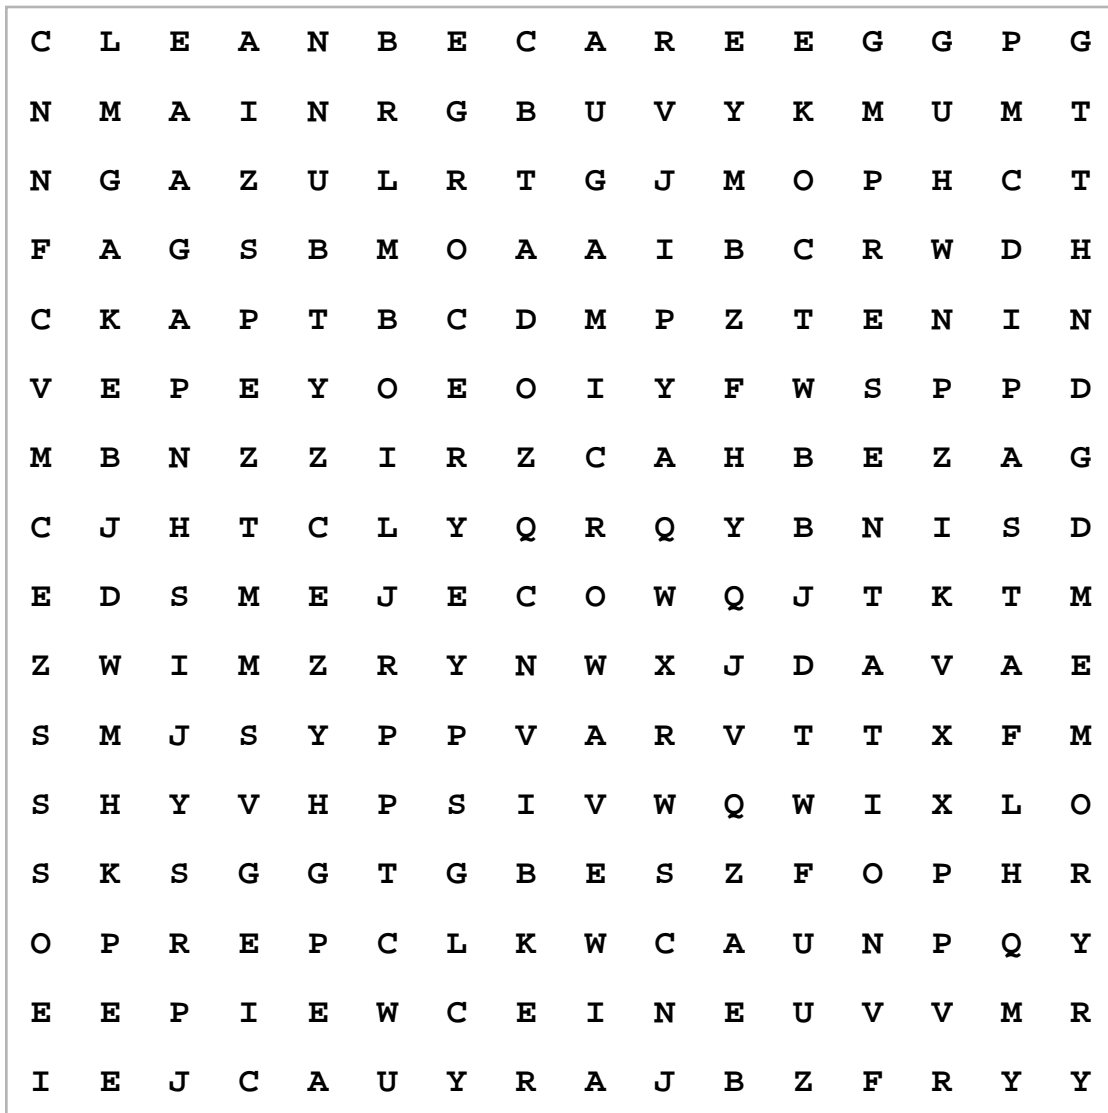 C L E A N B E C A R E E G G P G
N M A I N R G B U V Y K M U M T
N G A Z U L R T G J M O P H C T
F A G S B M O A A I B C R W D H
C K A P T B C D M P Z T E N I N
V E P E Y O E O I Y F W S P P D
M B N Z Z I R Z C A H B E Z A G
C J H T C L Y Q R Q Y B N I S D
E D S M E J E C O W Q J T K T M
Z W I M Z R Y N W X J D A V A E
S M J S Y P P V A R V T T X F M
S H Y V H P S I V W Q W I X L O
S K S G G T G B E S Z F O P H R
O P R E P C L K W C A U N P Q Y
E E P I E W C E I N E U V V M R
I E J C A U Y R A J B Z F R Y Y